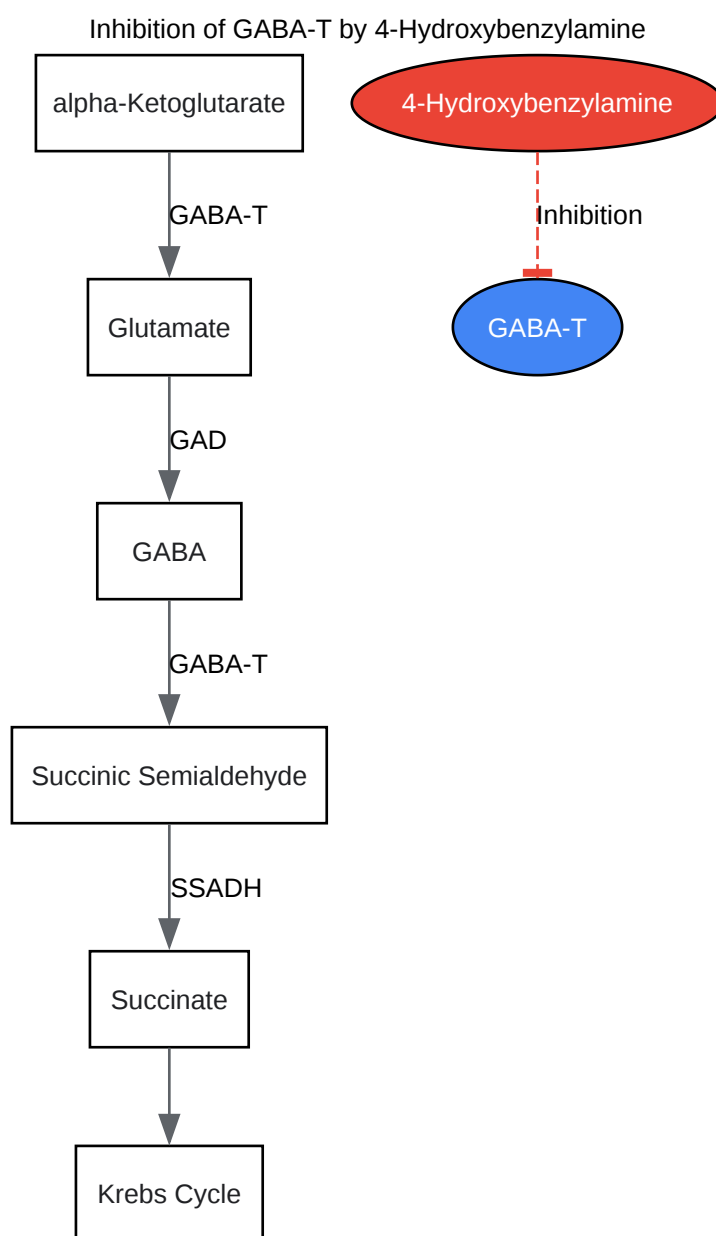 Inhibition of GABA-T by 4-Hydroxybenzylamine
alpha-Ketoglutarate
4-Hydroxybenzylamine
GABA-T
Inhibition
Glutamate
GABA-T
GAD
GABA
GABA-T
Succinic Semialdehyde
SSADH
Succinate
Krebs Cycle